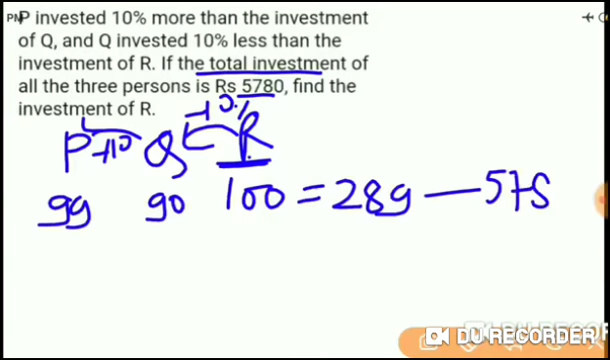 PM
P invested 10% more than the investment
of Q, and Q invested 10% less than the
investment of R. If the total investment of
all the three persons is Rs 5780, find the
investment of R.
-10%
P +10 Q R
99 90 100 = 289 — 578
DU RECORDER